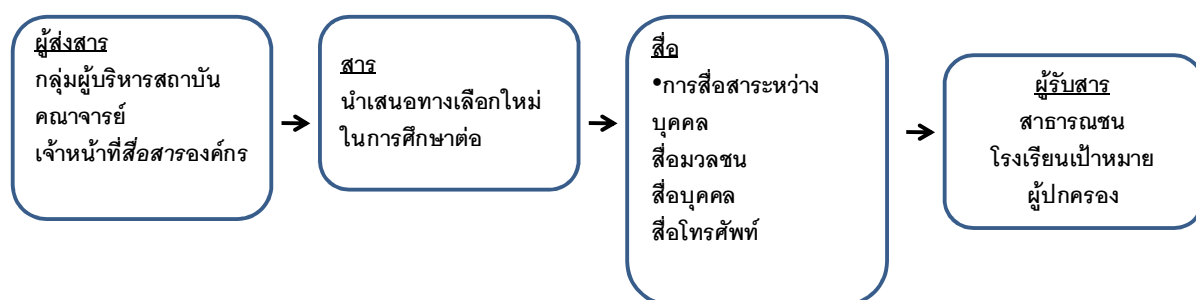 ผู้ส่งสาร
กลุ่มผู้บริหารสถาบัน
คณาจารย์
เจ้าหน้าที่สื่อสารองค์กร
สาร
นำเสนอทางเลือกใหม่
ในการศึกษาต่อ
สื่อ
•การสื่อสาระหว่าง
บุคคล
สื่อมวลชน
สื่อบุคคล
สื่อโทรศัพท์
ผู้รับสาร
สาธารณชน
โรงเรียนเป้าหมาย
ผู้ปกครอง